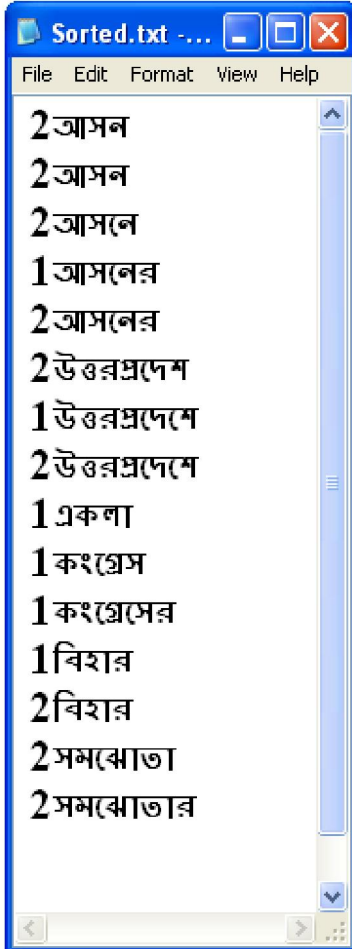 Sorted.txt -...
File Edit Format View Help
2আসন
2আসন
2আসনে
1আসনের
2আসনের
2উত্তরপ্রদেশ
1উত্তরপ্রদেশে
2উত্তরপ্রদেশে
1একলা
1কংগ্রেস
1কংগ্রেসের
1বিহার
2বিহার
2সমঝোতা
2সমঝোতার